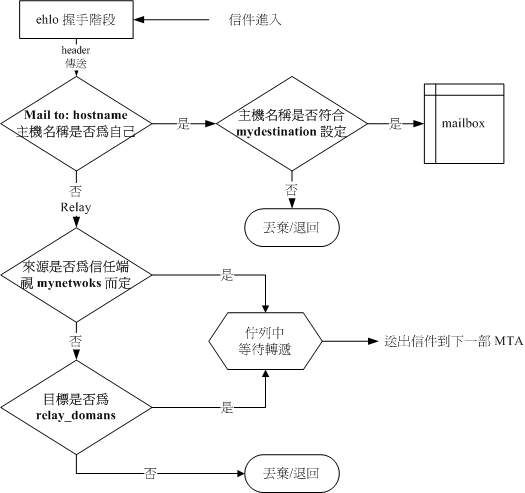 ehlo 握手階段
信件進入
header
傳送
Mail to: hostname
主機名稱是否為自己
是
主機名稱是否符合
mydestination 設定
是
mailbox
否
Relay
否
丟棄/退回
來源是否為信任端
視 mynetwoks 而定
是
佇列中
等待轉遞
送出信件到下一部 MTA
否
目標是否為
relay_domans
是
否
丟棄/退回